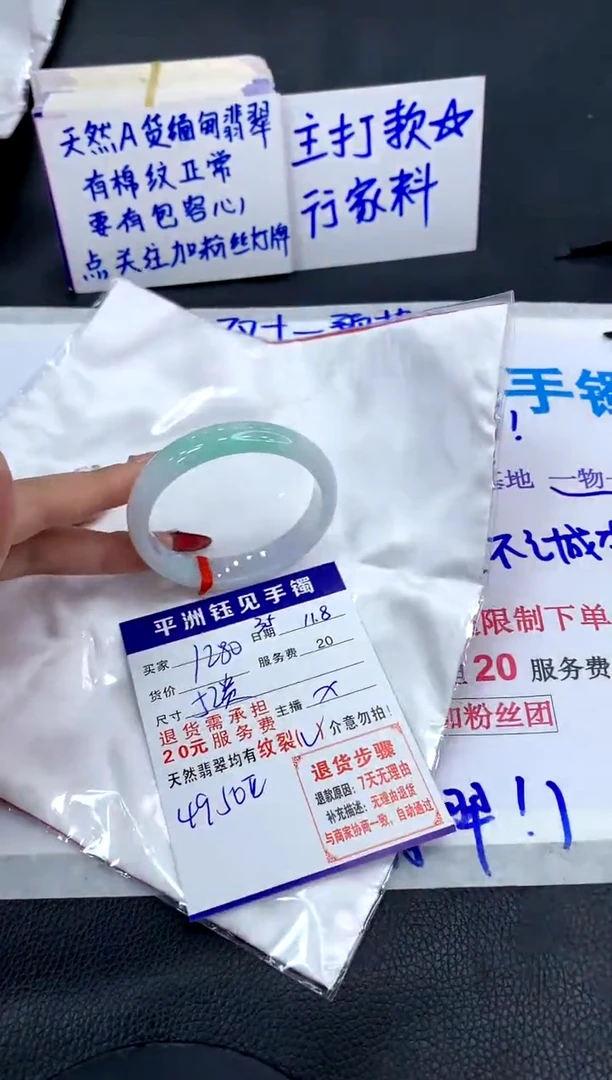 天然A货缅甸翡翠
有棉纹正常
要有包容心)
点关注加粉丝灯牌
主打款☆
行家料
手镯
!
基地 一物一
不计成本
限制下单
20 服务费
加粉丝团
!)
平洲钰见手镯
买家 1280 日期 11.8
货价 服务费 20
尺寸 主播
退货需承担
20元服务费
天然翡翠均有纹裂(✓)介意勿拍!
4950
退货步骤
退款原因：7天无理由
补充描述：无理由退货
与商家协商一致，自动通过